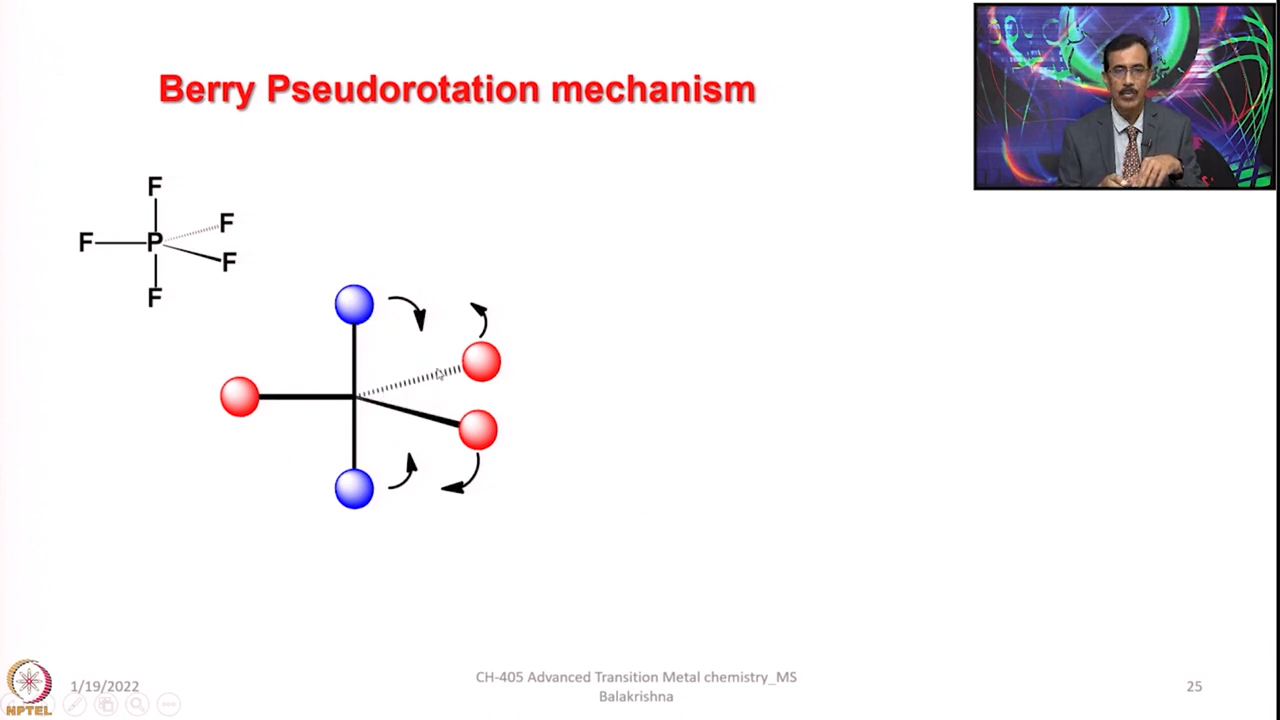 Berry Pseudorotation mechanism
F
F
F P
F
F
1/19/2022
CH-405 Advanced Transition Metal chemistry_MS
Balakrishna
25
NPTEL